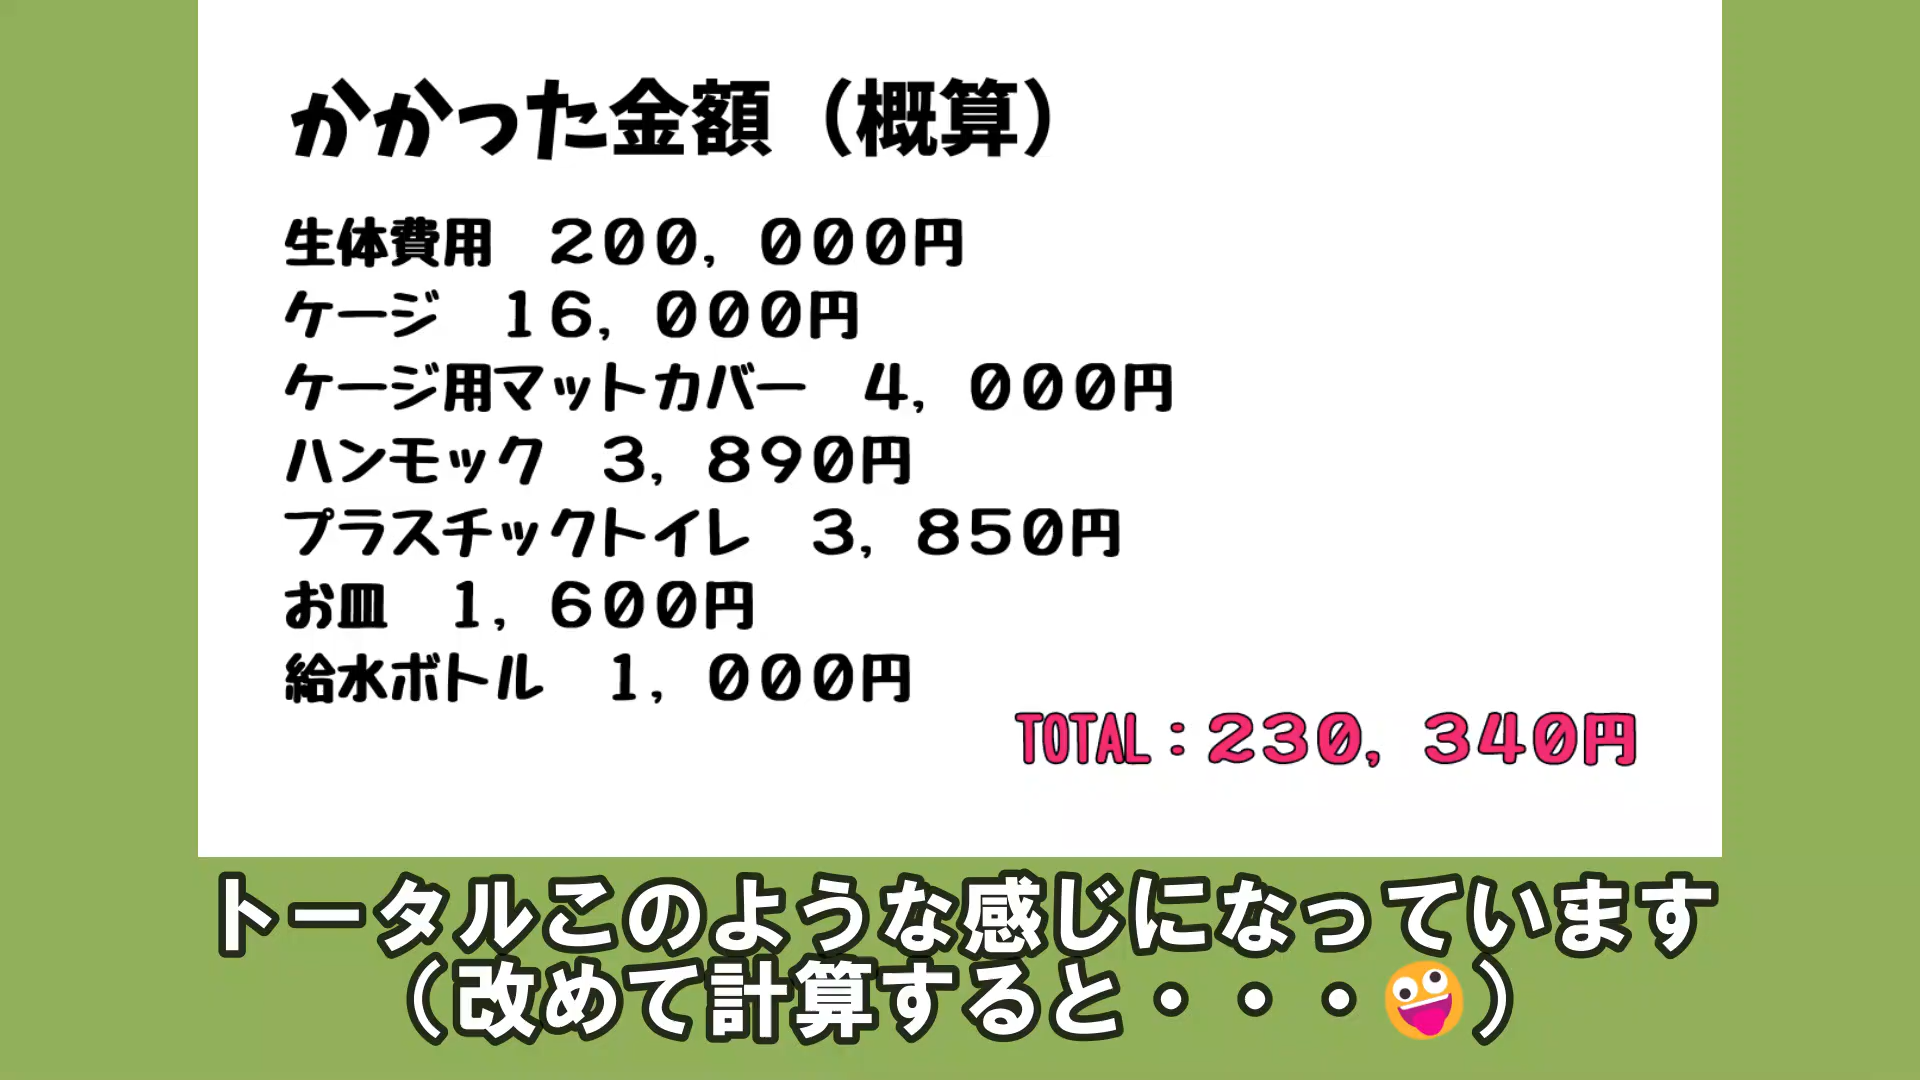 かかった金額（概算）
生体費用　２００，０００円
ケージ　１６，０００円
ケージ用マットカバー　４，０００円
ハンモック　３，８９０円
プラスチックトイレ　３，８５０円
お皿　１，６００円
給水ボトル　１，０００円
TOTAL：２３０，３４０円
トータルこのような感じになっています
（改めて計算すると・・・🤪）